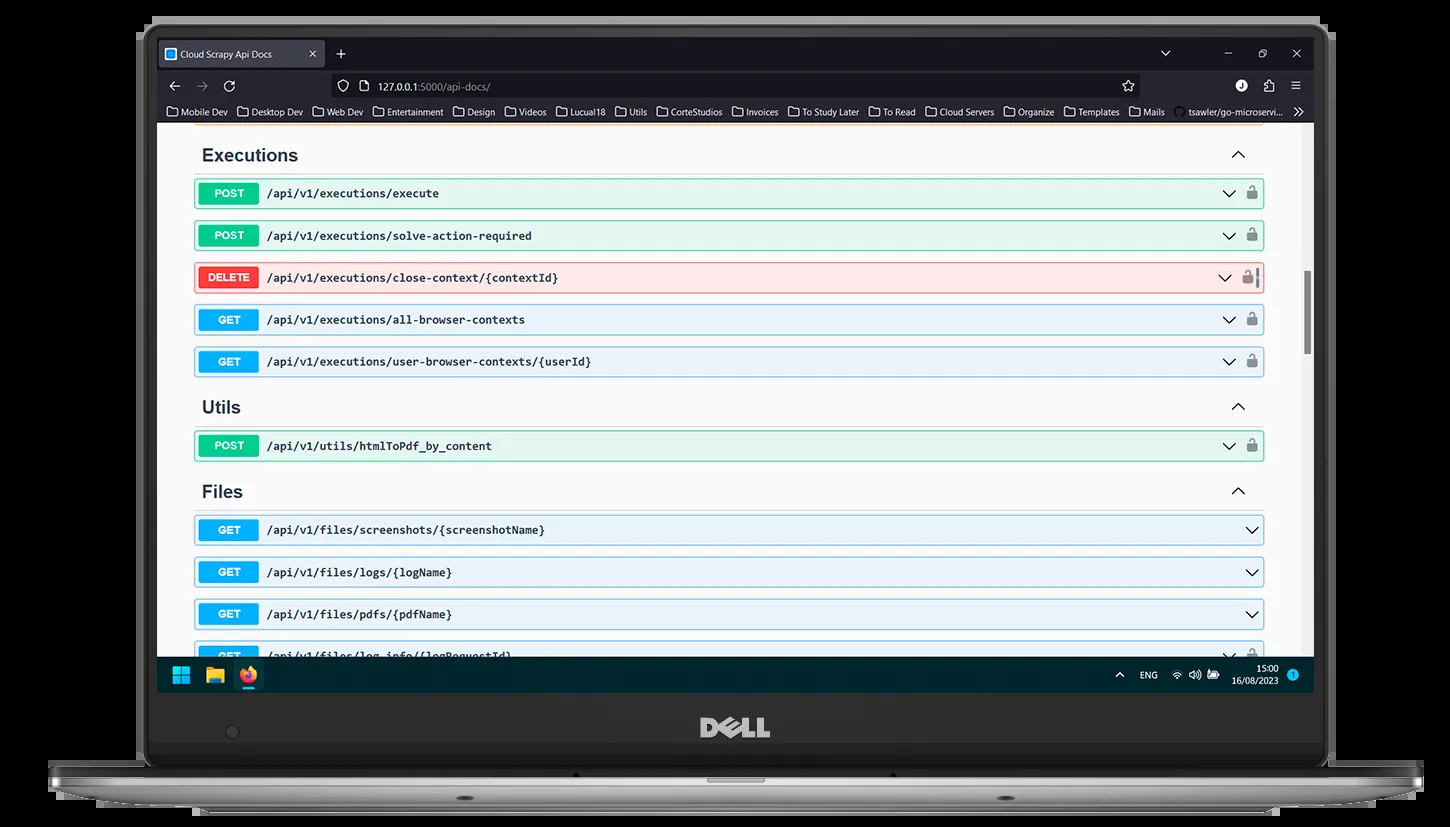 Cloud Scrapy Api Docs
127.0.0.1:5000/api-docs/
Mobile Dev Desktop Dev Web Dev Entertainment Design Videos Lucual18 Utils CorteStudios Invoices To Study Later To Read Cloud Servers Organize Templates Mails tsawler/go-microservi...
Executions
POST /api/v1/executions/execute
POST /api/v1/executions/solve-action-required
DELETE /api/v1/executions/close-context/{contextId}
GET /api/v1/executions/all-browser-contexts
GET /api/v1/executions/user-browser-contexts/{userId}
Utils
POST /api/v1/utils/htmlToPdf_by_content
Files
GET /api/v1/files/screenshots/{screenshotName}
GET /api/v1/files/logs/{logName}
GET /api/v1/files/pdfs/{pdfName}
GET /api/v1/files/log-info/{logRequestId}
ENG
15:00
16/08/2023
1
DELL